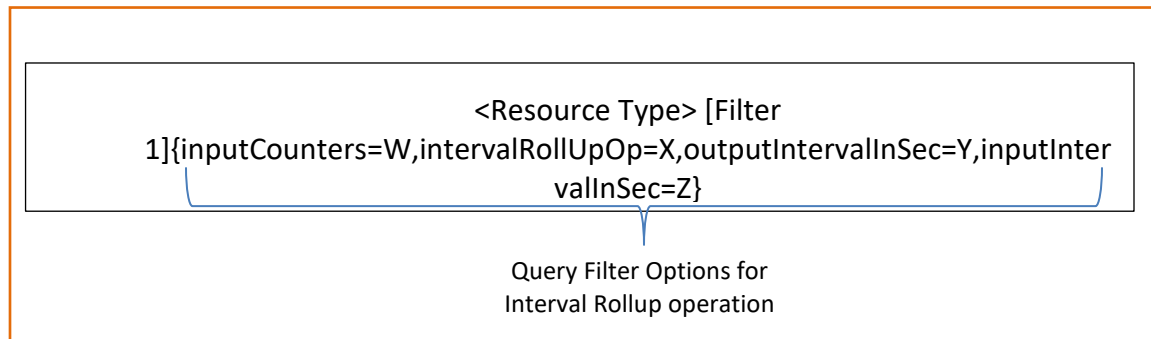 <Resource Type> [Filter
1]{inputCounters=W,intervalRollUpOp=X,outputIntervalInSec=Y,inputInter
valInSec=Z}
Query Filter Options for
Interval Rollup operation